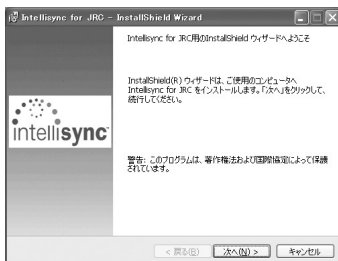 Intellisync for JRC - InstallShield Wizard
Intellisync for JRC用のInstallShield ウィザードへようこそ
InstallShield(R) ウィザードは、ご使用のコンピュータへ
Intellisync for JRC をインストールします。「次へ」をクリックして、
続行してください。
intellisync
警告: このプログラムは、著作権法および国際協定によって保護
されています。
< 戻る(B)
次へ(N) >
キャンセル